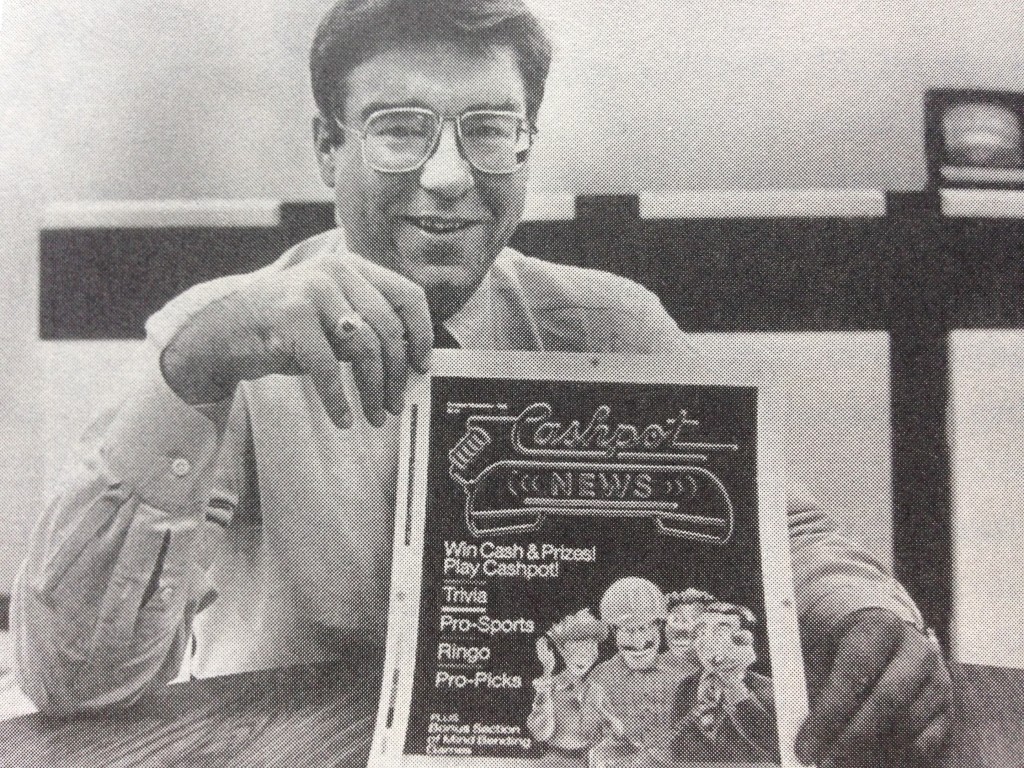 Cashpot
NEWS
Win Cash & Prizes!
Play Cashpot!
Trivia
Pro-Sports
Ringo
Pro-Picks
PLUS
Bonus Section
of Mind Bending
Games